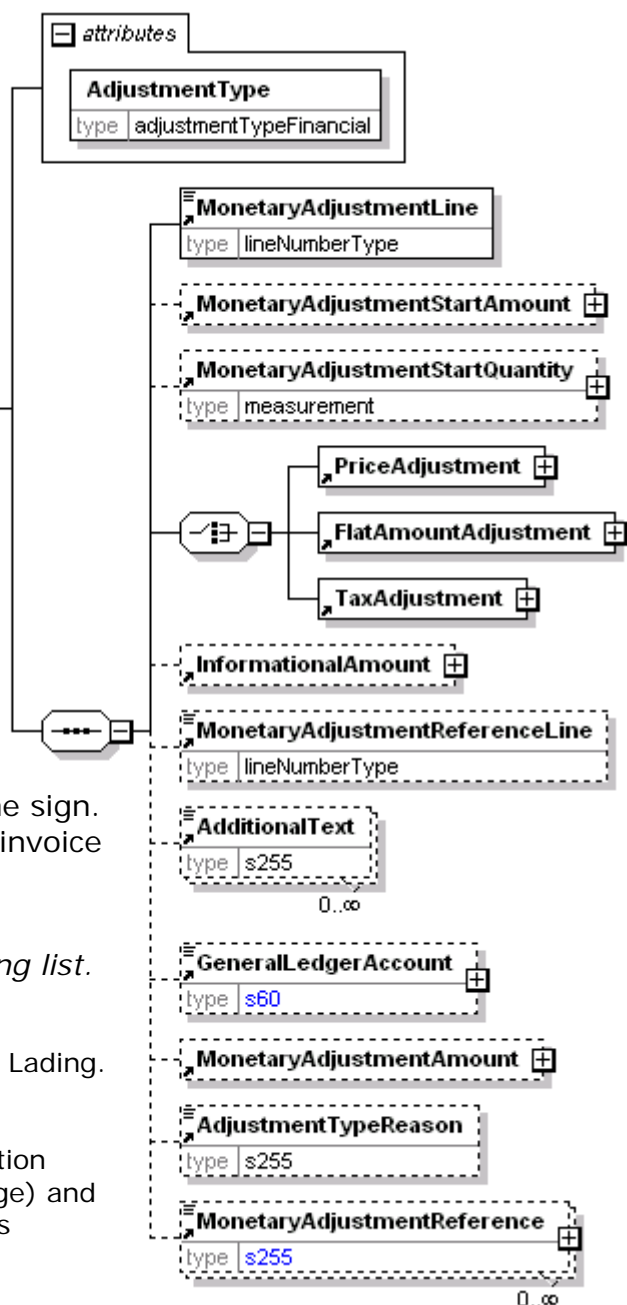 attributes
AdjustmentType
type adjustmentTypeFinancial
MonetaryAdjustmentLine
type lineNumberType
MonetaryAdjustmentStartAmount
MonetaryAdjustmentStartQuantity
type measurement
PriceAdjustment
FlatAmountAdjustment
TaxAdjustment
InformationalAmount
MonetaryAdjustmentReferenceLine
type lineNumberType
AdditionalText
type s255
0..∞
GeneralLedgerAccount
type s60
MonetaryAdjustmentAmount
AdjustmentTypeReason
type s255
MonetaryAdjustmentReference
type s255
0..∞
ne sign.
invoice
ng list.
Lading.
tion
ge) and
s